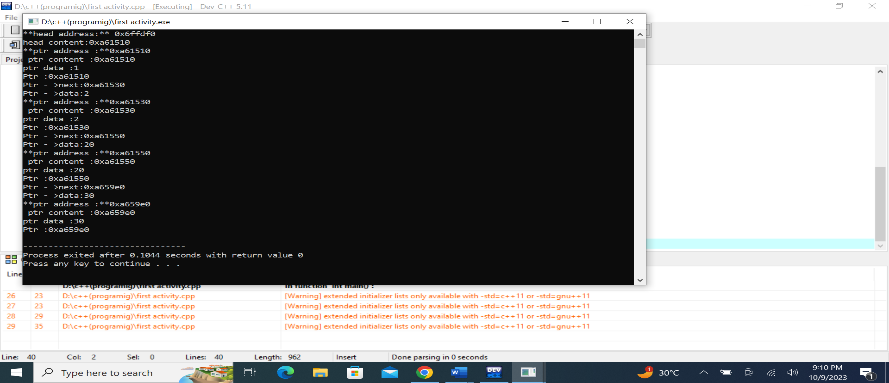 D:\c++(programig)\first activity.cpp - [Executing] - Dev-C++ 5.11
File
D:\c++(programig)\first activity.exe
**head address:** 0x6ffdf0
head content:0xa61510
**ptr address :**0xa61510
ptr content :0xa61510
ptr data :1
Ptr :0xa61510
Ptr - >next:0xa61530
Ptr - >data:2
**ptr address :**0xa61530
ptr content :0xa61530
ptr data :2
Ptr :0xa61530
Ptr - >next:0xa61550
Ptr - >data:20
**ptr address :**0xa61550
ptr content :0xa61550
ptr data :20
Ptr :0xa61550
Ptr - >next:0xa659e0
Ptr - >data:30
**ptr address :**0xa659e0
ptr content :0xa659e0
ptr data :30
Ptr :0xa659e0
--------------------------------
Process exited after 0.1044 seconds with return value 0
Press any key to continue . . .
Proje
Line
D:\c++(programig)\first activity.cpp In function 'int main()':
26 23 D:\c++(programig)\first activity.cpp [Warning] extended initializer lists only available with -std=c++11 or -std=gnu++11
27 23 D:\c++(programig)\first activity.cpp [Warning] extended initializer lists only available with -std=c++11 or -std=gnu++11
28 29 D:\c++(programig)\first activity.cpp [Warning] extended initializer lists only available with -std=c++11 or -std=gnu++11
29 35 D:\c++(programig)\first activity.cpp [Warning] extended initializer lists only available with -std=c++11 or -std=gnu++11
Line: 40 Col: 2 Sel: 0 Lines: 40 Length: 962 Insert Done parsing in 0 seconds
Type here to search
DEV
30°C
9:10 PM
10/9/2023
1